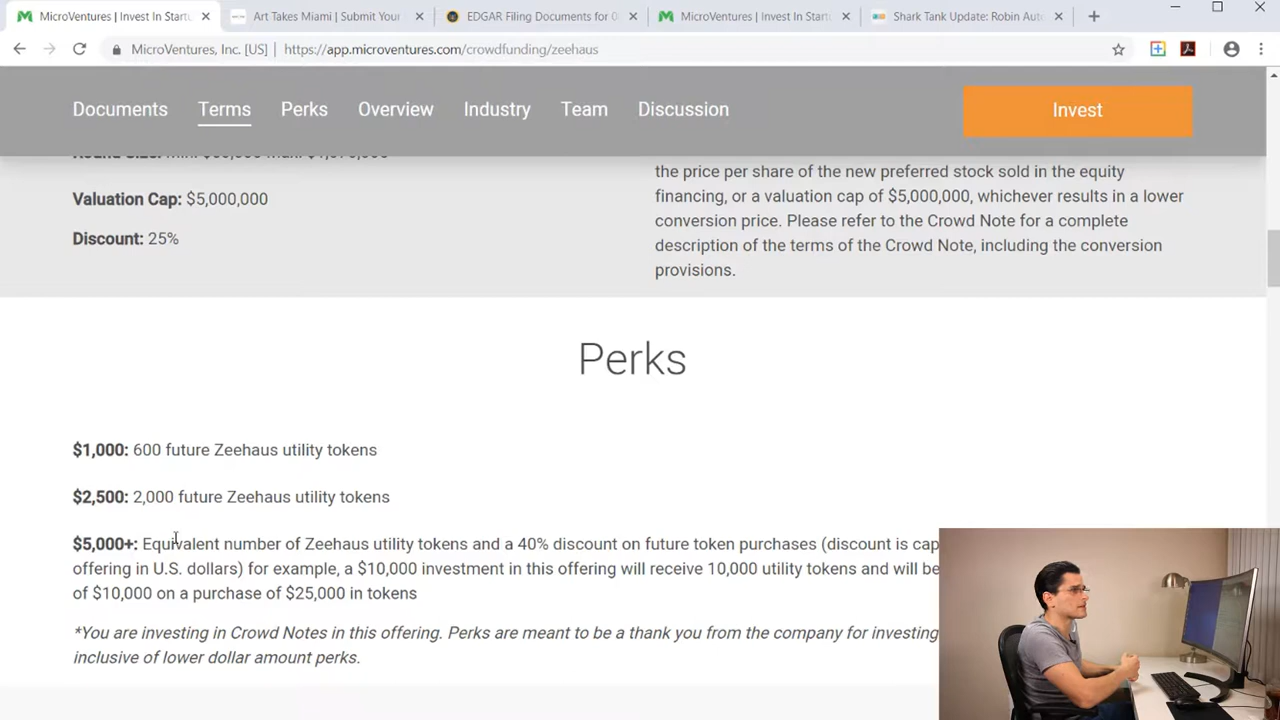 MicroVentures | Invest In Startu
Art Takes Miami | Submit Your
EDGAR Filing Documents for 0
MicroVentures | Invest In Startu
Shark Tank Update: Robin Auto
MicroVentures, Inc. [US] | https://app.microventures.com/crowdfunding/zeehaus
Documents Terms Perks Overview Industry Team Discussion Invest
Valuation Cap: $5,000,000
Discount: 25%
the price per share of the new preferred stock sold in the equity
financing, or a valuation cap of $5,000,000, whichever results in a lower
conversion price. Please refer to the Crowd Note for a complete
description of the terms of the Crowd Note, including the conversion
provisions.
Perks
$1,000: 600 future Zeehaus utility tokens
$2,500: 2,000 future Zeehaus utility tokens
$5,000+: Equivalent number of Zeehaus utility tokens and a 40% discount on future token purchases (discount is cap
offering in U.S. dollars) for example, a $10,000 investment in this offering will receive 10,000 utility tokens and will be
of $10,000 on a purchase of $25,000 in tokens
*You are investing in Crowd Notes in this offering. Perks are meant to be a thank you from the company for investing
inclusive of lower dollar amount perks.